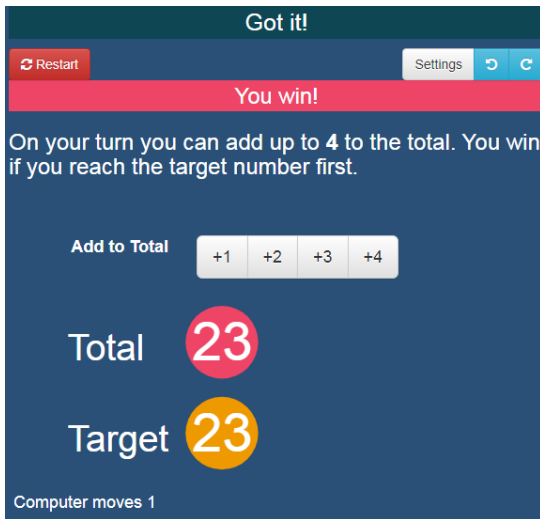 Got it!
Restart
Settings
You win!
On your turn you can add up to 4 to the total. You win
if you reach the target number first.
Add to Total
+1 +2 +3 +4
Total 23
Target 23
Computer moves 1